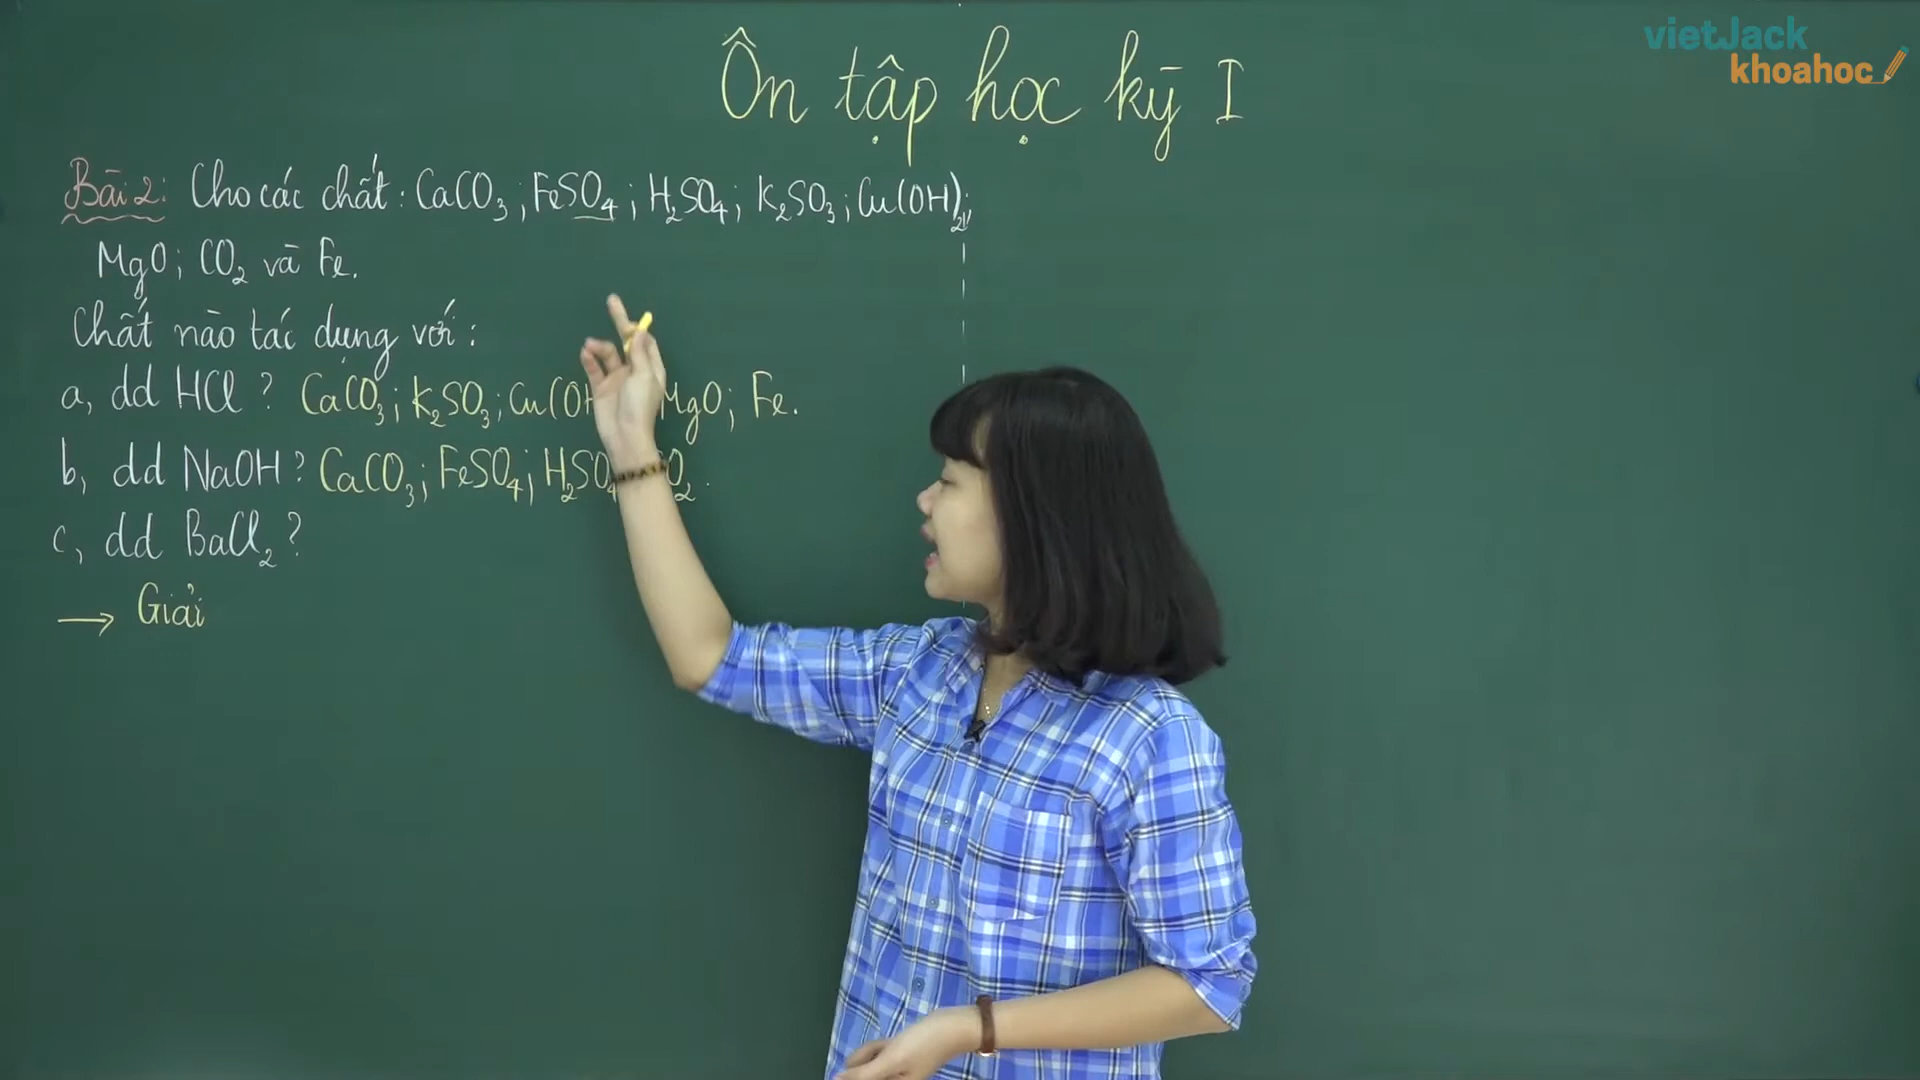 vietJack
khoahoc
Ôn tập học kỳ I
Bài 2: Cho các chất: CaCO₃; FeSO₄; H₂SO₄; K₂SO₃; Cu(OH)₂;
MgO; CO₂ và Fe.
Chất nào tác dụng với:
a, dd HCl? CaCO₃; K₂SO₃; Cu(OH MgO; Fe.
b, dd NaOH? CaCO₃; FeSO₄; H₂SO₄ O₂.
c, dd BaCl₂?
→ Giải